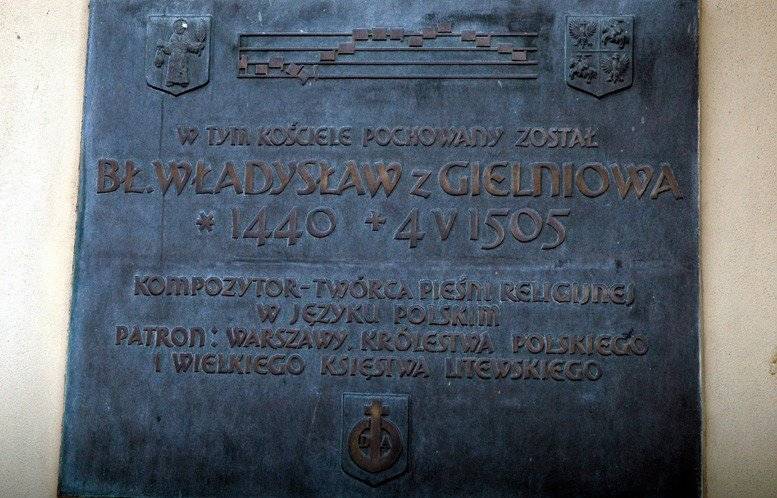 W TYM KOŚCIELE POCHOWANY ZOSTAŁ
BŁ. WŁADYSŁAW Z GIELNIOWA
* 1440 + 4 V 1505
KOMPOZYTOR-TWÓRCA PIEŚNI RELIGIJNEJ
W JĘZYKU POLSKIM
PATRON: WARSZAWY, KRÓLESTWA POLSKIEGO
I WIELKIEGO KSIĘSTWA LITEWSKIEGO
D A